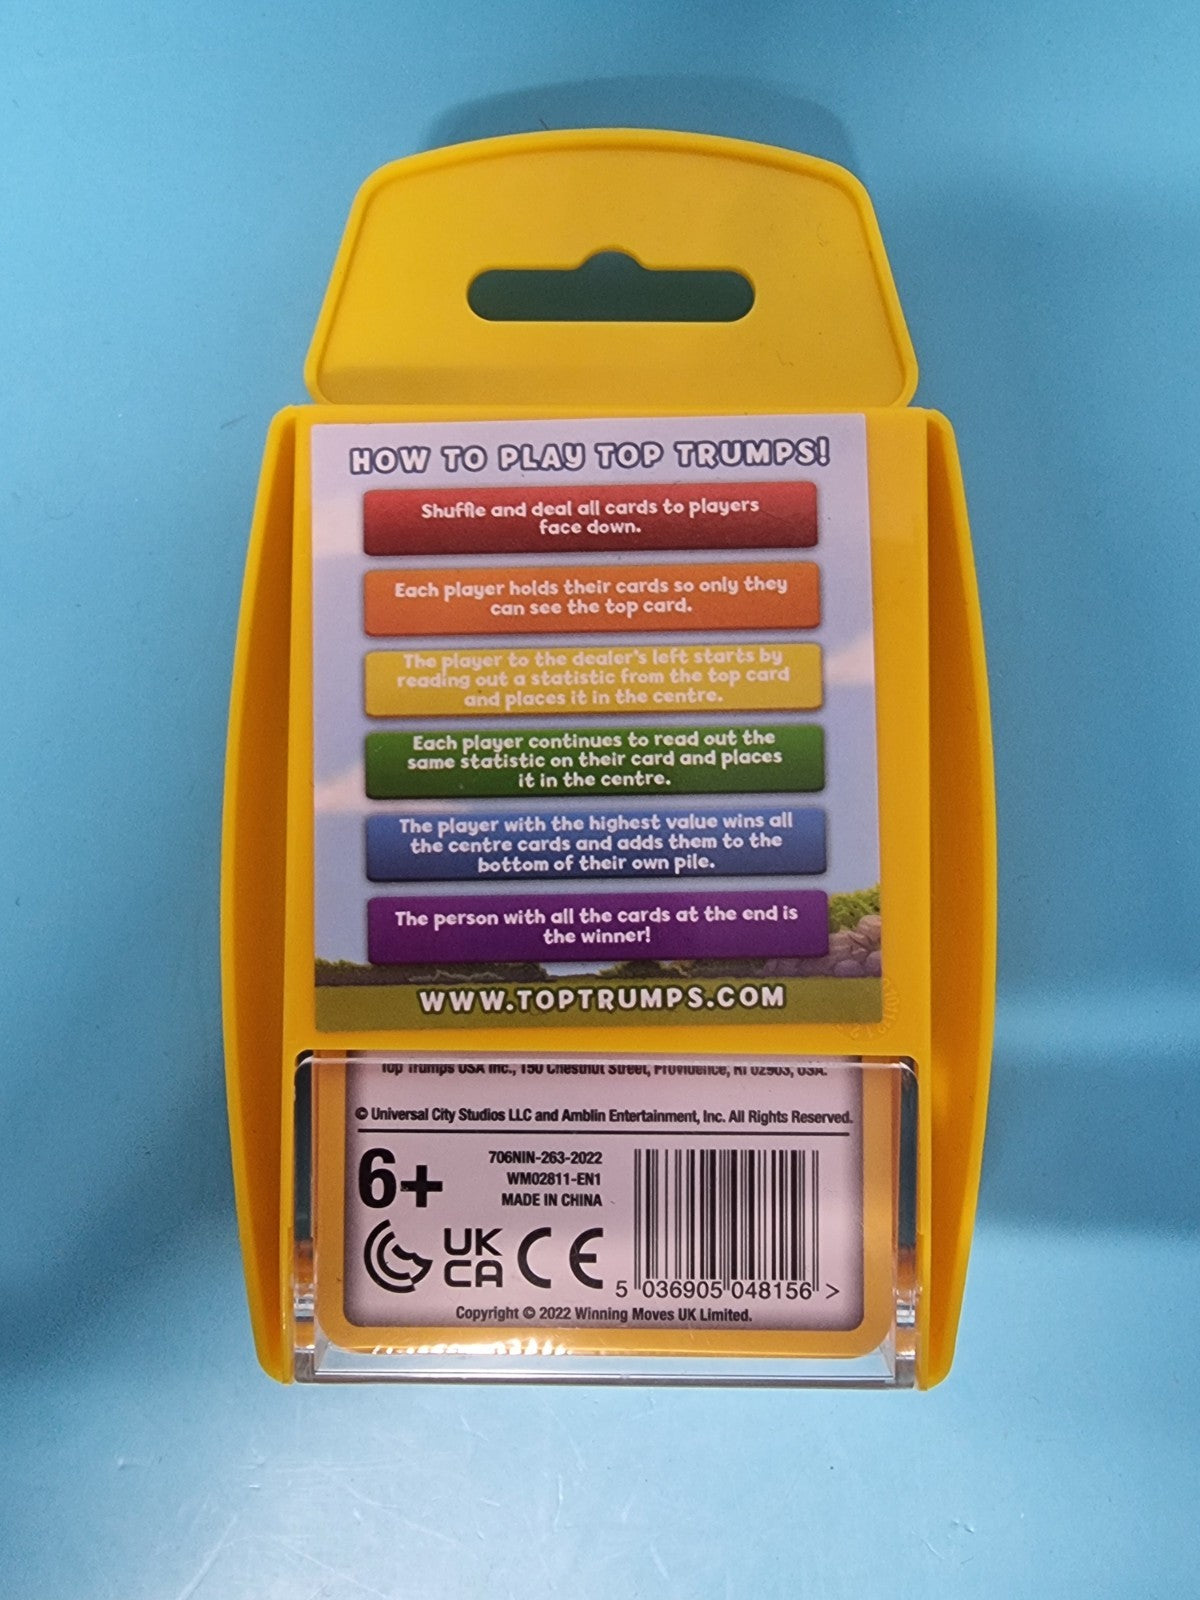 HOW TO PLAY TOP TRUMPS!
Shuffle and deal all cards to players
face down.
Each player holds their cards so only they
can see the top card.
The player to the dealer's left starts by
reading out a statistic from the top card
and places it in the centre.
Each player continues to read out the
same statistic on their card and places
it in the centre.
The player with the highest value wins all
the centre cards and adds them to the
bottom of their own pile.
The person with all the cards at the end is
the winner!
WWW.TOPTRUMPS.COM
Top Trumps USA Inc., 150 Chestnut Street, Providence, RI 02903, USA.
© Universal City Studios LLC and Amblin Entertainment, Inc. All Rights Reserved.
6+
706NIN-263-2022
WM02811-EN1
MADE IN CHINA
UK
CA
CE
5 036905 048156 >
Copyright © 2022 Winning Moves UK Limited.